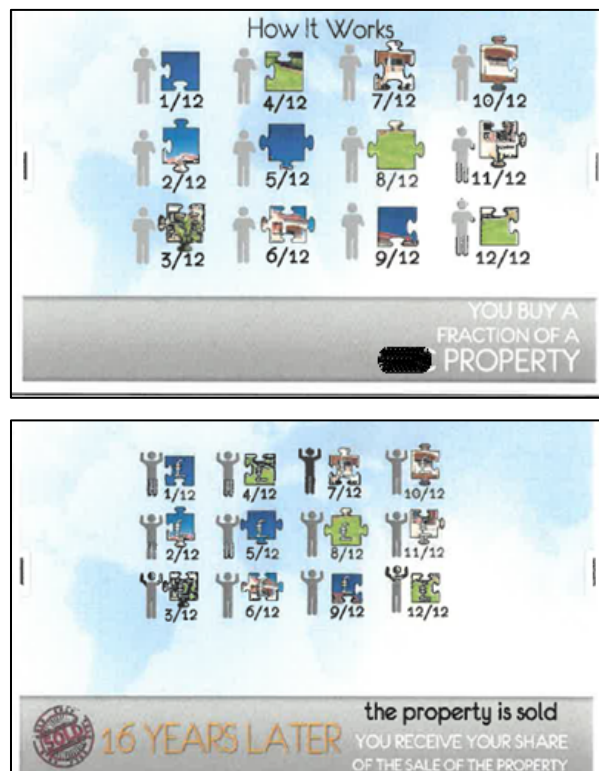 How It Works
1/12 4/12 7/12 10/12
2/12 5/12 8/12 11/12
3/12 6/12 9/12 12/12
YOU BUY A
FRACTION OF A
PROPERTY
1/12 4/12 7/12 10/12
2/12 5/12 8/12 11/12
3/12 6/12 9/12 12/12
SOLD
16 YEARS LATER
the property is sold
YOU RECEIVE YOUR SHARE
OF THE SALE OF THE PROPERTY